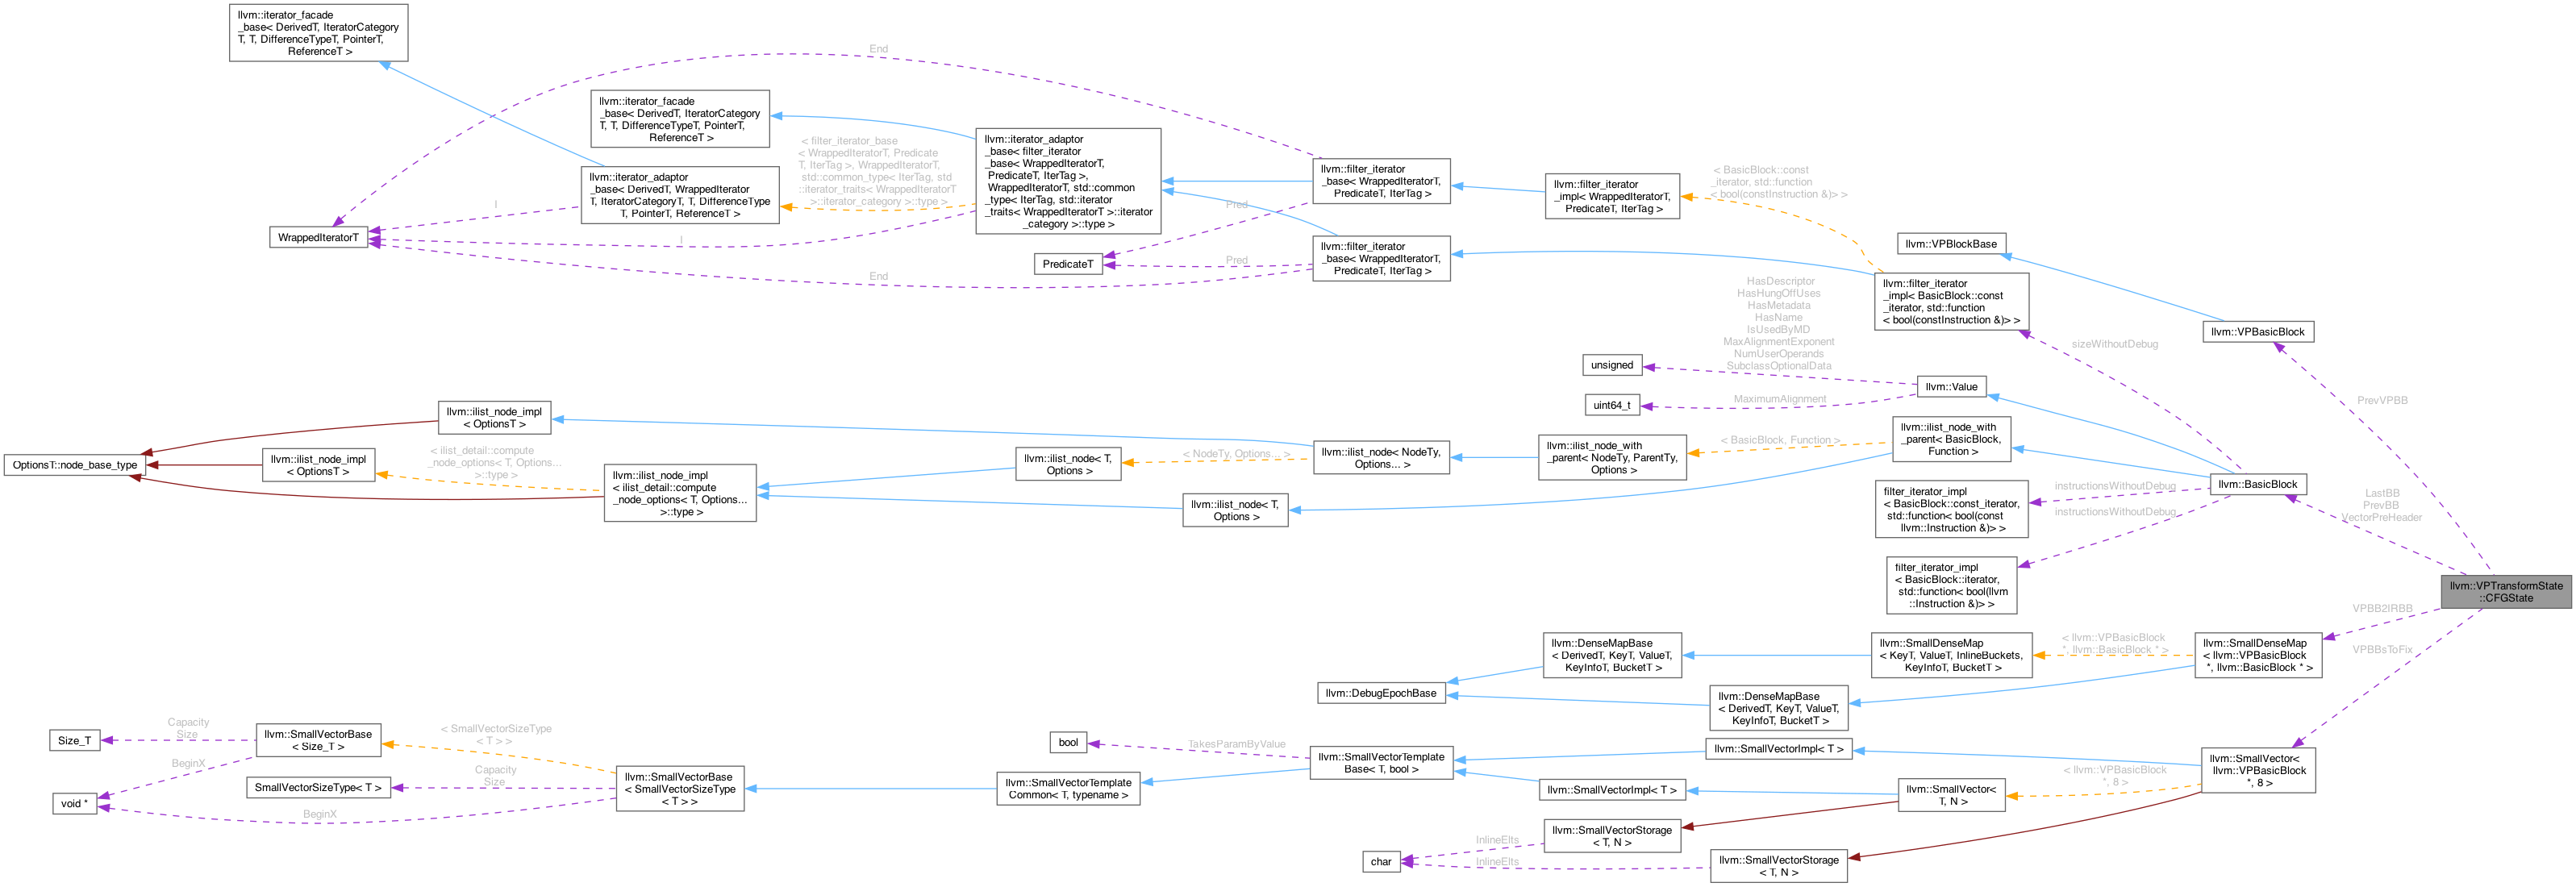 llvm::iterator_facade
_base< DerivedT, IteratorCategory
T, T, DifferenceTypeT, PointerT,
ReferenceT >
End
llvm::iterator_facade
_base< DerivedT, IteratorCategory
T, T, DifferenceTypeT, PointerT,
ReferenceT >
< filter_iterator_base
< WrappedIteratorT, Predicate
T, IterTag >, WrappedIteratorT,
std::common_type< IterTag, std
::iterator_traits< WrappedIteratorT
>::iterator_category >::type >
llvm::iterator_adaptor
_base< filter_iterator
_base< WrappedIteratorT,
PredicateT, IterTag >,
WrappedIteratorT, std::common
_type< IterTag, std::iterator
_traits< WrappedIteratorT >::iterator
_category >::type >
llvm::iterator_adaptor
_base< DerivedT, WrappedIterator
T, IteratorCategoryT, T, DifferenceType
T, PointerT, ReferenceT >
llvm::filter_iterator
_base< WrappedIteratorT,
PredicateT, IterTag >
llvm::filter_iterator
_impl< WrappedIteratorT,
PredicateT, IterTag >
< BasicBlock::const
_iterator, std::function
< bool(constInstruction &)> >
I
I
Pred
WrappedIteratorT
PredicateT
Pred
End
llvm::filter_iterator
_base< WrappedIteratorT,
PredicateT, IterTag >
llvm::VPBlockBase
llvm::filter_iterator
_impl< BasicBlock::const
_iterator, std::function
< bool(constInstruction &)> >
llvm::VPBasicBlock
sizeWithoutDebug
HasDescriptor
HasHungOffUses
HasMetadata
HasName
IsUsedByMD
MaxAlignmentExponent
NumUserOperands
SubclassOptionalData
unsigned
llvm::Value
uint64_t
MaximumAlignment
PrevVPBB
llvm::ilist_node_impl
< OptionsT >
llvm::ilist_node_with
_parent< BasicBlock,
Function >
< BasicBlock, Function >
llvm::ilist_node_with
_parent< NodeTy, ParentTy,
Options >
llvm::ilist_node< NodeTy,
Options... >
< NodeTy, Options... >
llvm::ilist_node< T,
Options >
OptionsT::node_base_type
llvm::ilist_node_impl
< OptionsT >
< ilist_detail::compute
_node_options< T, Options...
>::type >
llvm::ilist_node_impl
< ilist_detail::compute
_node_options< T, Options...
>::type >
llvm::ilist_node< T,
Options >
llvm::BasicBlock
instructionsWithoutDebug
instructionsWithoutDebug
filter_iterator_impl
< BasicBlock::const_iterator,
std::function< bool(const
llvm::Instruction &)> >
LastBB
PrevBB
VectorPreHeader
filter_iterator_impl
< BasicBlock::iterator,
std::function< bool(llvm
::Instruction &)> >
llvm::VPTransformState
::CFGState
VPBB2IRBB
VPBBsToFix
llvm::DenseMapBase
< DerivedT, KeyT, ValueT,
KeyInfoT, BucketT >
llvm::SmallDenseMap
< KeyT, ValueT, InlineBuckets,
KeyInfoT, BucketT >
< llvm::VPBasicBlock
*, llvm::BasicBlock * >
llvm::SmallDenseMap
< llvm::VPBasicBlock
*, llvm::BasicBlock * >
llvm::DebugEpochBase
llvm::DenseMapBase
< DerivedT, KeyT, ValueT,
KeyInfoT, BucketT >
Size_T
Capacity
Size
llvm::SmallVectorBase
< Size_T >
< SmallVectorSizeType
< T > >
BeginX
SmallVectorSizeType< T >
Capacity
Size
void *
BeginX
llvm::SmallVectorBase
< SmallVectorSizeType
< T > >
llvm::SmallVectorTemplate
Common< T, typename >
bool
TakesParamByValue
llvm::SmallVectorTemplate
Base< T, bool >
llvm::SmallVectorImpl< T >
llvm::SmallVectorImpl< T >
llvm::SmallVector<
T, N >
< llvm::VPBasicBlock
*, 8 >
llvm::SmallVector<
llvm::VPBasicBlock
*, 8 >
llvm::SmallVectorStorage
< T, N >
InlineElts
char
InlineElts
llvm::SmallVectorStorage
< T, N >